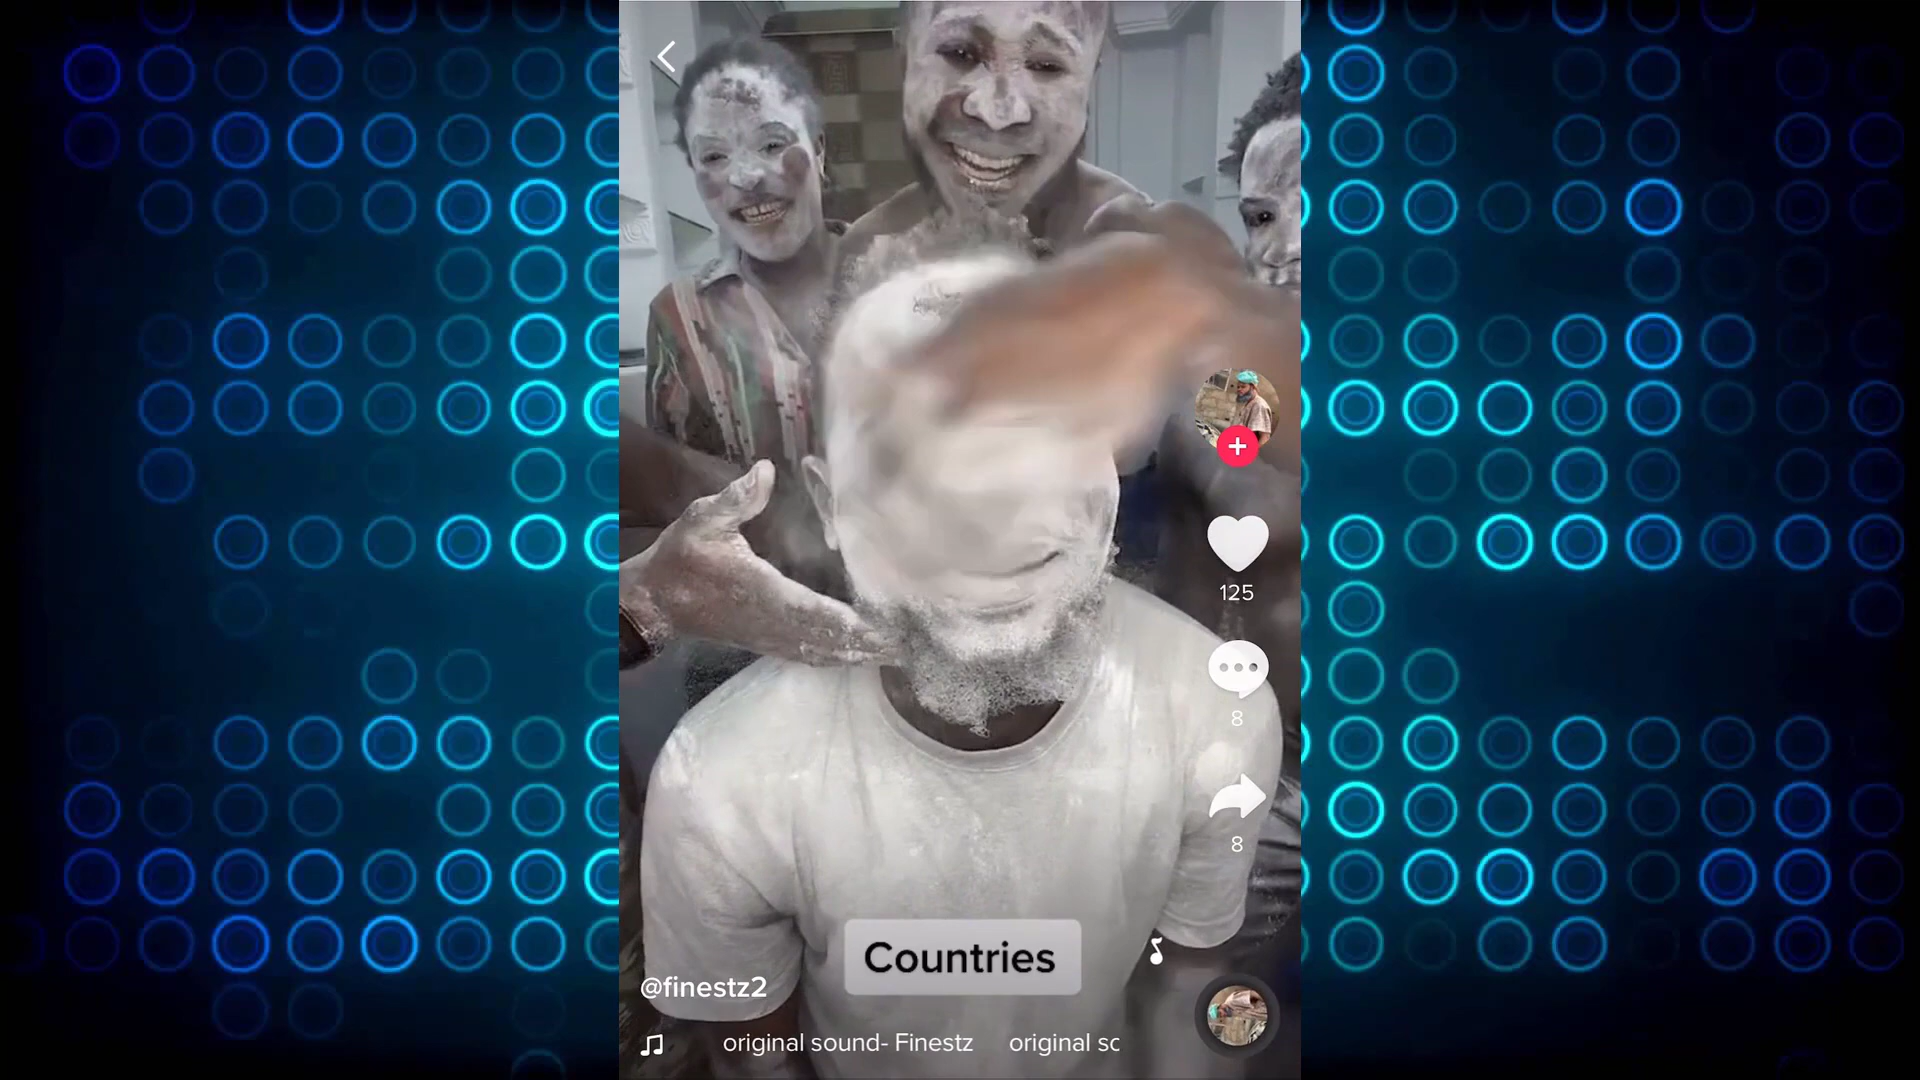 125
8
8
Countries
@finestz2
original sound- Finestz original sc